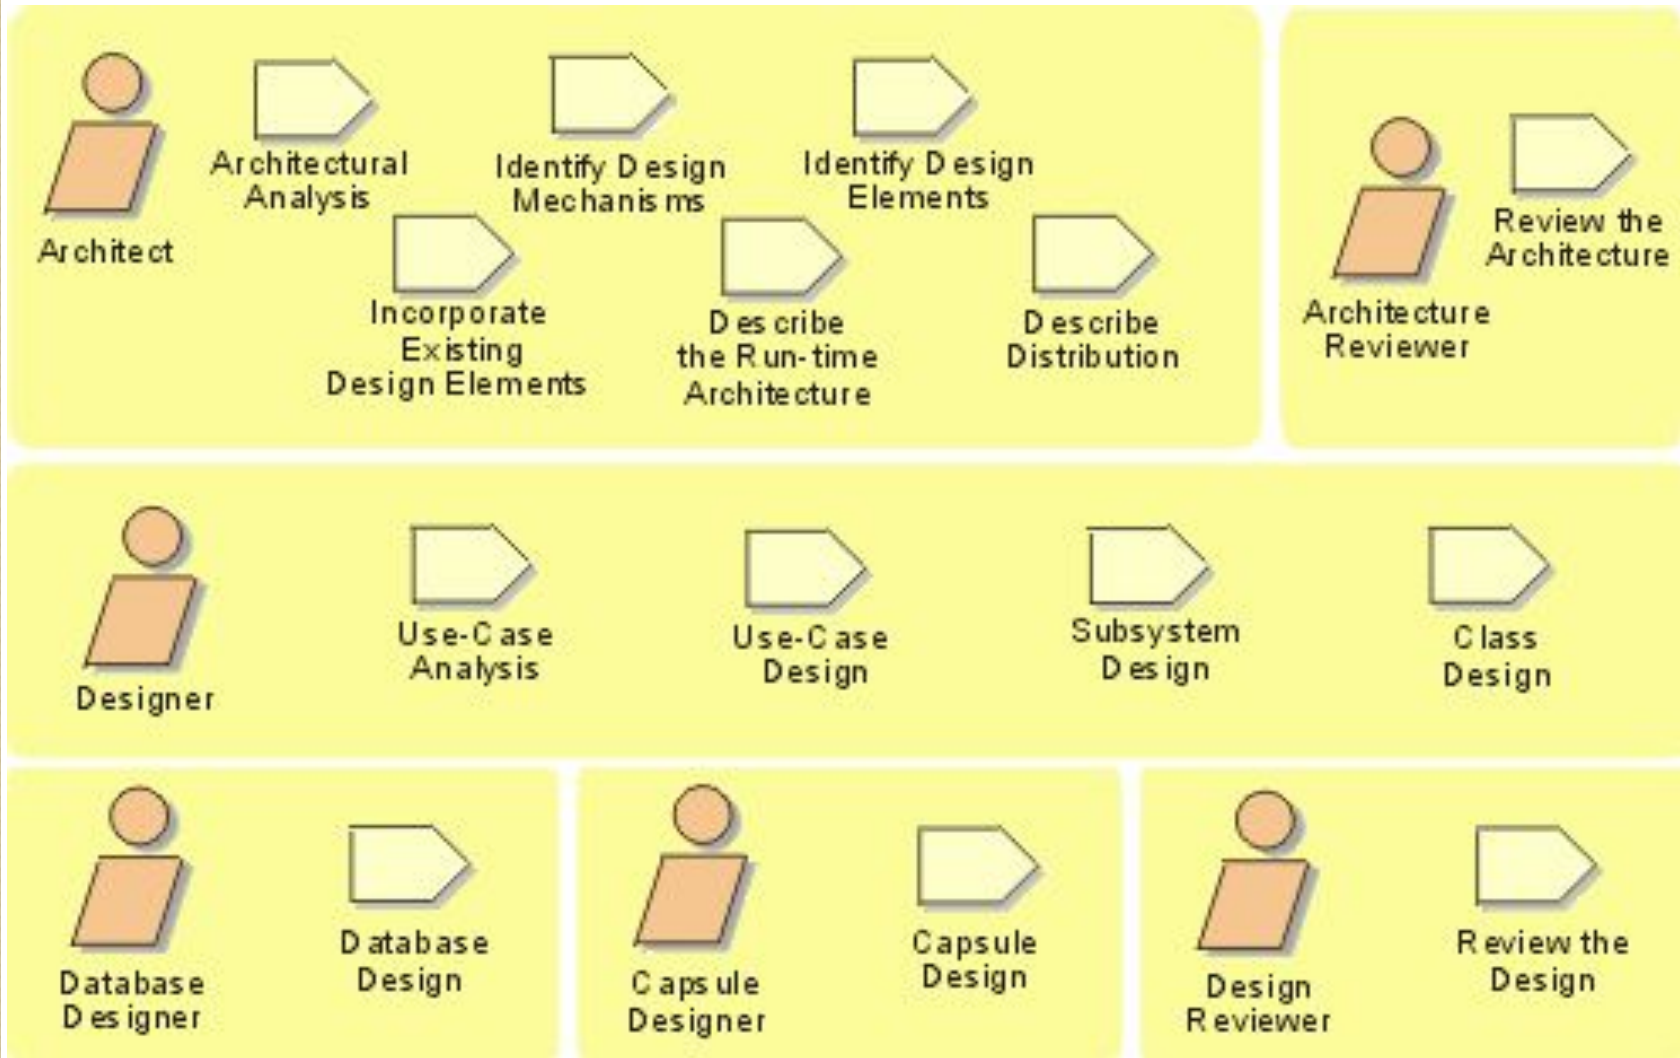 Architect
Architectural
Analysis
Identify Design
Mechanisms
Identify Design
Elements
Incorporate
Existing
Design Elements
Describe
the Run-time
Architecture
Describe
Distribution
Architecture
Reviewer
Review the
Architecture
Designer
Use-Case
Analysis
Use-Case
Design
Subsystem
Design
Class
Design
Database
Designer
Database
Design
Capsule
Designer
Capsule
Design
Design
Reviewer
Review the
Design